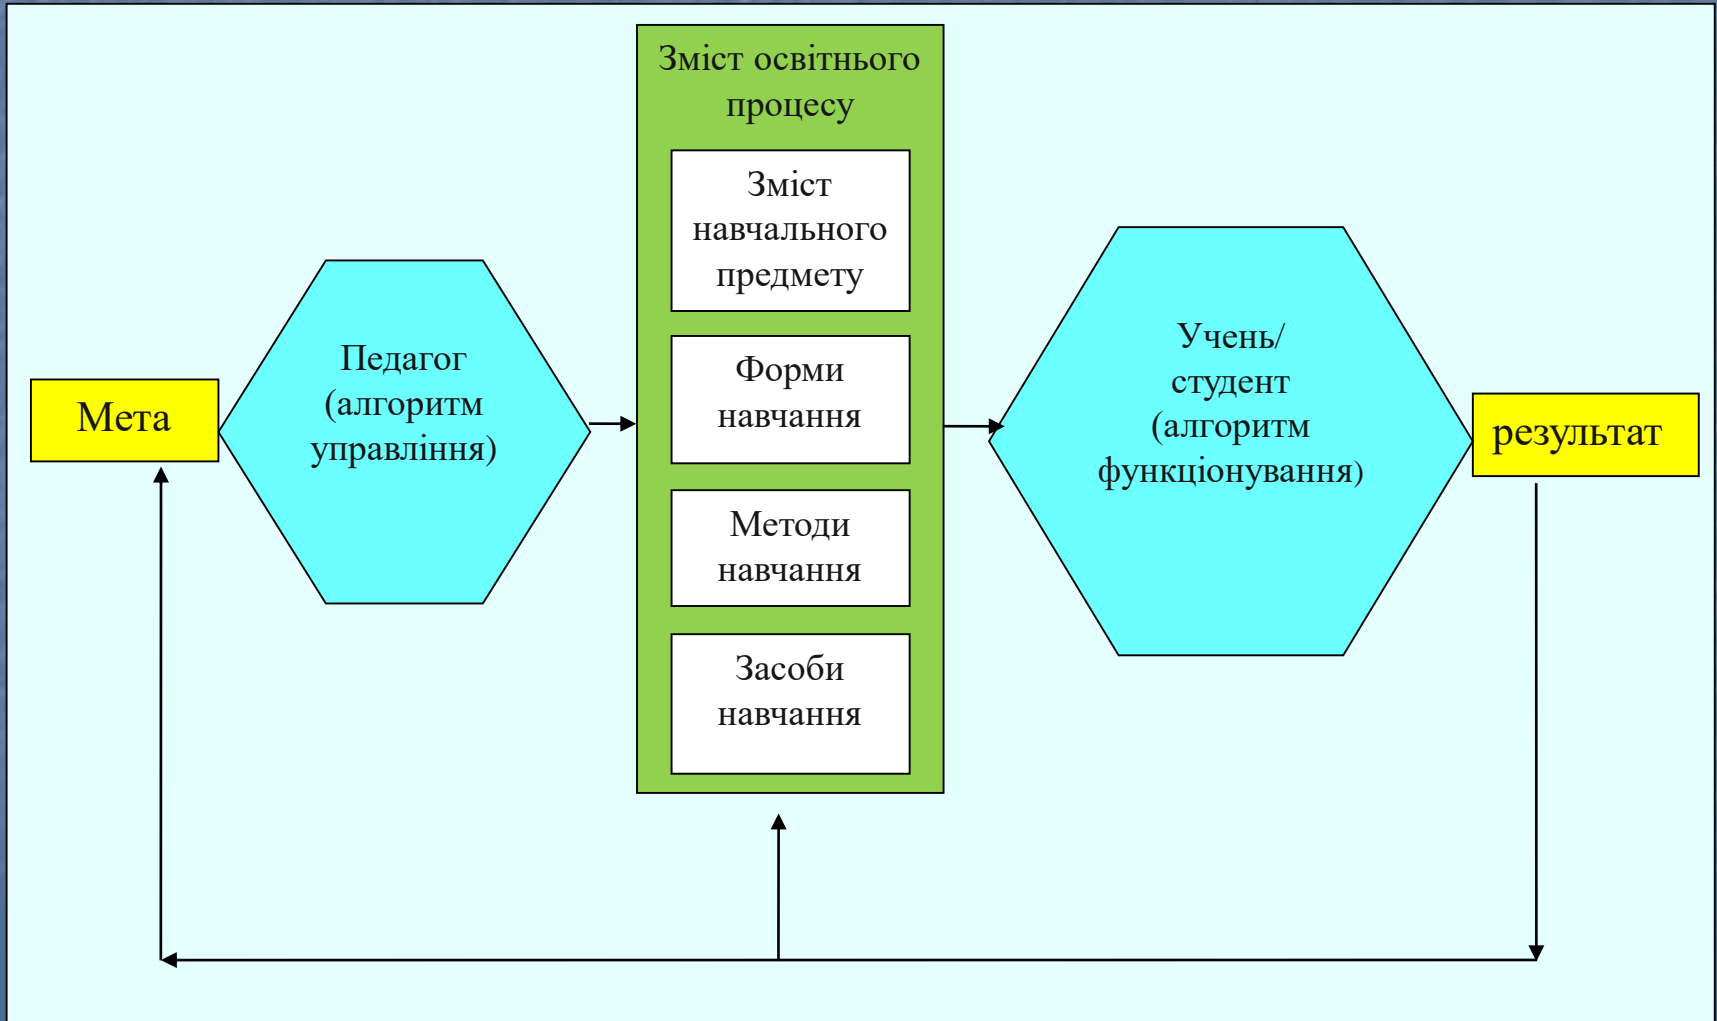 Зміст освітнього
процесу
Зміст
навчального
предмету
Форми
навчання
Методи
навчання
Засоби
навчання
Мета
Педагог
(алгоритм
управління)
Учень/
студент
(алгоритм
функціонування)
результат